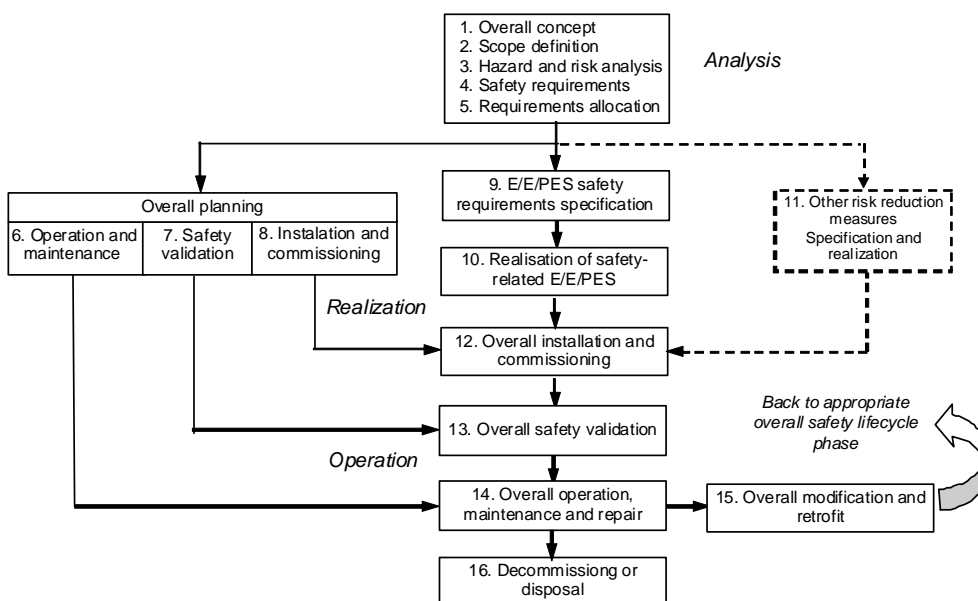 1. Overall concept
2. Scope definition
3. Hazard and risk analysis
4. Safety requirements
5. Requirements allocation
Analysis
9. E/E/PES safety
requirements specification
11. Other risk reduction
measures
Specification and
realization
Overall planning
6. Operation and
maintenance
7. Safety
validation
8. Instalation and
commissioning
10. Realisation of safety-
related E/E/PES
Realization
12. Overall installation and
commissioning
Back to appropriate
overall safety lifecycle
phase
13. Overall safety validation
Operation
14. Overall operation,
maintenance and repair
15. Overall modification and
retrofit
16. Decommissiong or
disposal